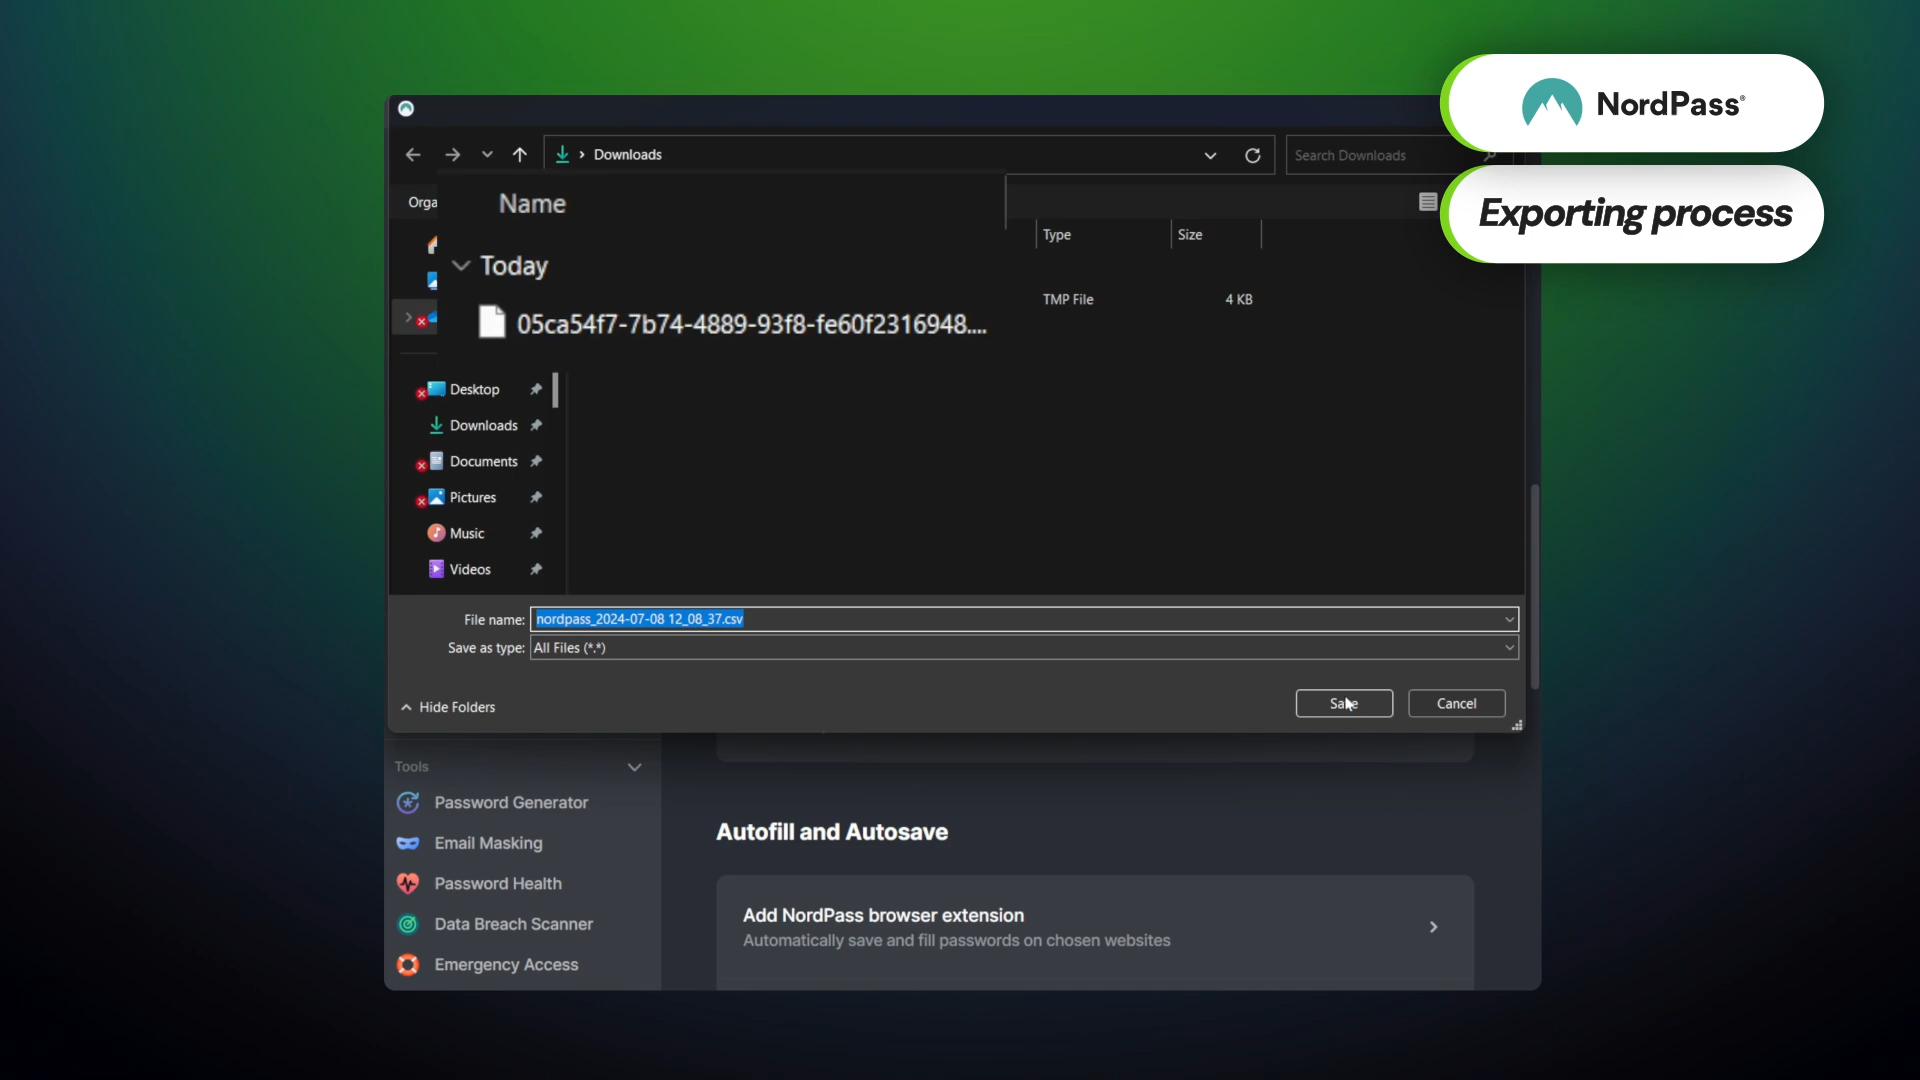 NordPass®
Exporting process
Downloads
Search Downloads
Orga
Name
Type
Size
Today
05ca54f7-7b74-4889-93f8-fe60f2316948....
TMP File
4 KB
Desktop
Downloads
Documents
Pictures
Music
Videos
File name: nordpass_2024-07-08 12_08_37.csv
Save as type: All Files (*.*)
Hide Folders
Save
Cancel
Tools
Password Generator
Email Masking
Password Health
Data Breach Scanner
Emergency Access
Autofill and Autosave
Add NordPass browser extension
Automatically save and fill passwords on chosen websites